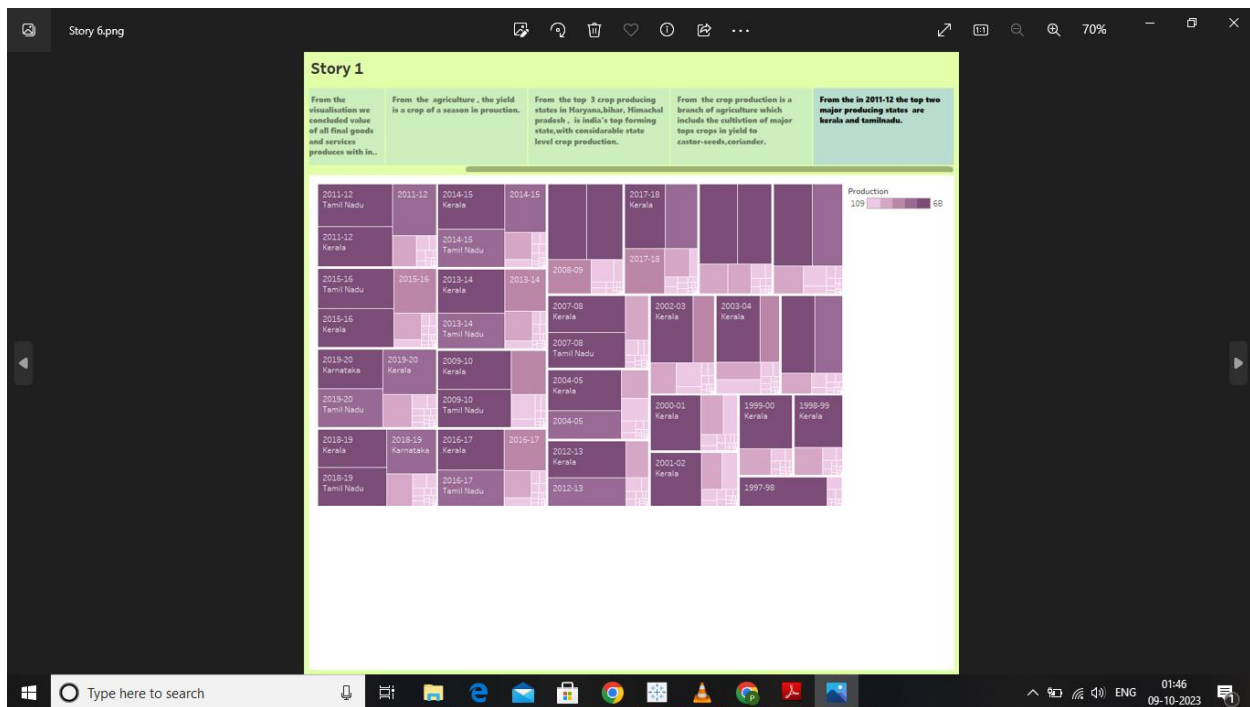 Story 6.png
70%
Story 1
From the
visualisation we
concluded value
of all final goods
and services
produces with in..
From the agriculture , the yield
is a crop of a season in prouction.
From the top 3 crop producing
states in Haryana,bihar, Himachal
pradesh , is india's top forming
state,with considarable state
level crop production.
From the crop production is a
branch of agriculture which
includs the cultivtion of major
tops crops in yield to
castor-seeds,coriander.
From the in 2011-12 the top two
major producing states are
kerala and tamilnadu.
2011-12
Tamil Nadu
2011-12
2011-12
Kerala
2014-15
Kerala
2014-15
2014-15
Tamil Nadu
2015-16
Tamil Nadu
2015-16
2015-16
Kerala
2013-14
Kerala
2013-14
2013-14
Tamil Nadu
2019-20
Karnataka
2019-20
Kerala
2019-20
Tamil Nadu
2009-10
Kerala
2009-10
Tamil Nadu
2018-19
Kerala
2018-19
Karnataka
2018-19
Tamil Nadu
2016-17
Kerala
2016-17
2016-17
Tamil Nadu
2008-09
2017-18
Kerala
2017-18
2007-08
Kerala
2007-08
Tamil Nadu
2004-05
Kerala
2004-05
2012-13
Kerala
2012-13
2002-03
Kerala
2003-04
Kerala
2000-01
Kerala
2001-02
Kerala
1999-00
Kerala
1998-99
Kerala
1997-98
Production
109
6B
Type here to search
ENG
01:46
09-10-2023
1